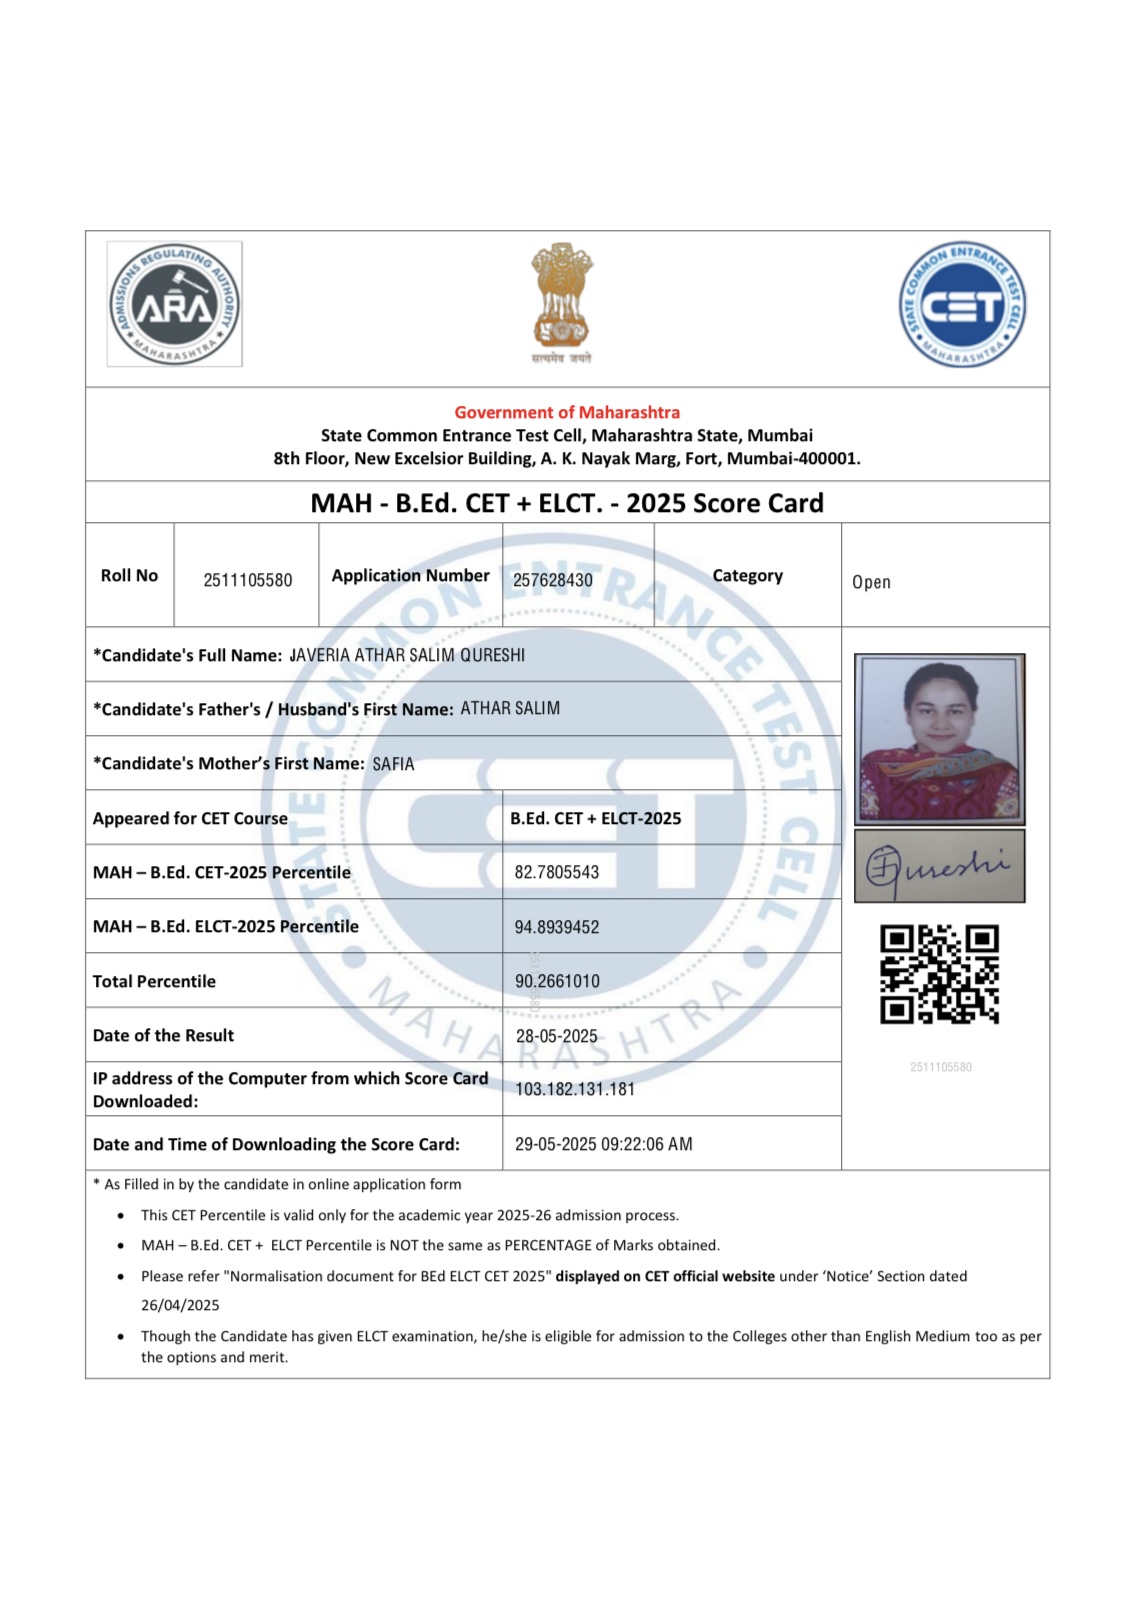 ADMISSIONS REGULATING AUTHORITY
ARA
★ MAHARASHTRA ★
सत्यमेव जयते
STATE COMMON ENTRANCE TEST CELL
CET
• MAHARASHTRA •
Government of Maharashtra
State Common Entrance Test Cell, Maharashtra State, Mumbai
8th Floor, New Excelsior Building, A. K. Nayak Marg, Fort, Mumbai-400001.
MAH - B.Ed. CET + ELCT. - 2025 Score Card
Roll No 2511105580 Application Number 257628430 Category Open
*Candidate's Full Name: JAVERIA ATHAR SALIM QURESHI
*Candidate's Father's / Husband's First Name: ATHAR SALIM
*Candidate's Mother’s First Name: SAFIA
Appeared for CET Course B.Ed. CET + ELCT-2025
MAH – B.Ed. CET-2025 Percentile 82.7805543
MAH – B.Ed. ELCT-2025 Percentile 94.8939452
Total Percentile 90.2661010
Date of the Result 28-05-2025
IP address of the Computer from which Score Card
Downloaded: 103.182.131.181
Date and Time of Downloading the Score Card: 29-05-2025 09:22:06 AM
Qureshi
2511105580
STATE COMMON ENTRANCE TEST CELL
CET
• MAHARASHTRA •
* As Filled in by the candidate in online application form
• This CET Percentile is valid only for the academic year 2025-26 admission process.
• MAH – B.Ed. CET + ELCT Percentile is NOT the same as PERCENTAGE of Marks obtained.
• Please refer "Normalisation document for BEd ELCT CET 2025" displayed on CET official website under ‘Notice’ Section dated
26/04/2025
• Though the Candidate has given ELCT examination, he/she is eligible for admission to the Colleges other than English Medium too as per
the options and merit.